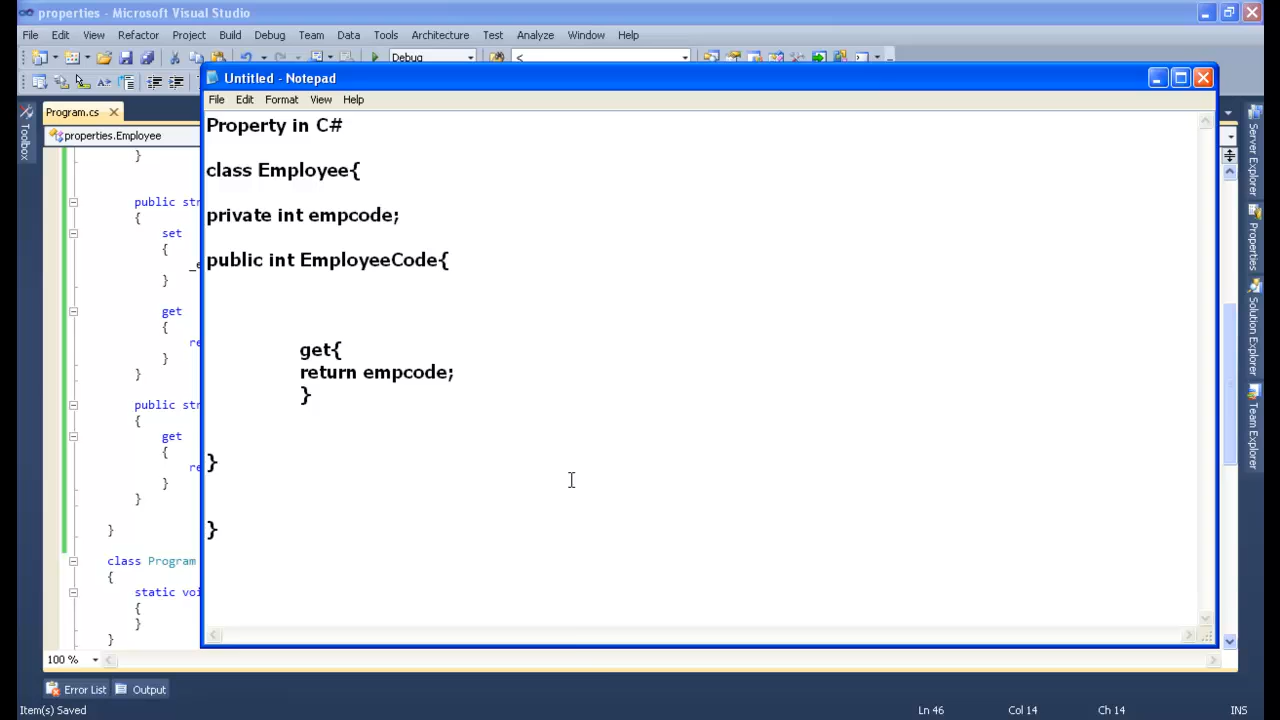 properties - Microsoft Visual Studio
File Edit View Refactor Project Build Debug Team Data Tools Architecture Test Analyze Window Help
Debug <
Untitled - Notepad
File Edit Format View Help
Program.cs
properties.Employee
Property in C#
class Employee{
private int empcode;
public int EmployeeCode{
get{
return empcode;
}
}
}
}
public str
{
set
{
_e
}
get
{
re
}
}
public str
{
get
{
re
}
}
}
class Program
{
static voi
{
}
}
100 %
Toolbox
Server Explorer
Properties
Solution Explorer
Team Explorer
Error List Output
Item(s) Saved Ln 46 Col 14 Ch 14 INS